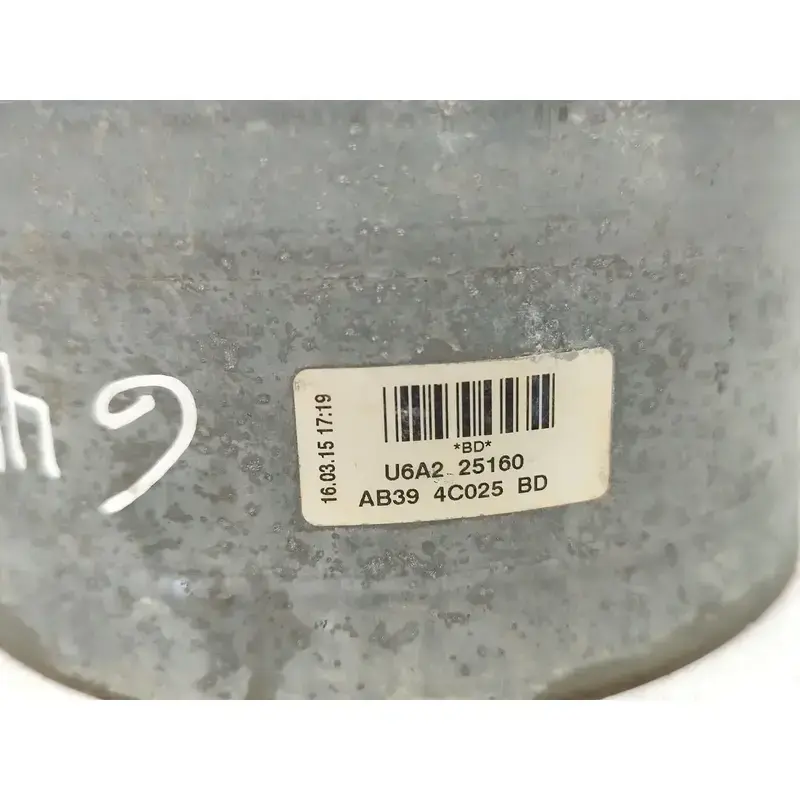 16.03.15 17:19
*BD*
U6A2 25160
AB39 4C025 BD